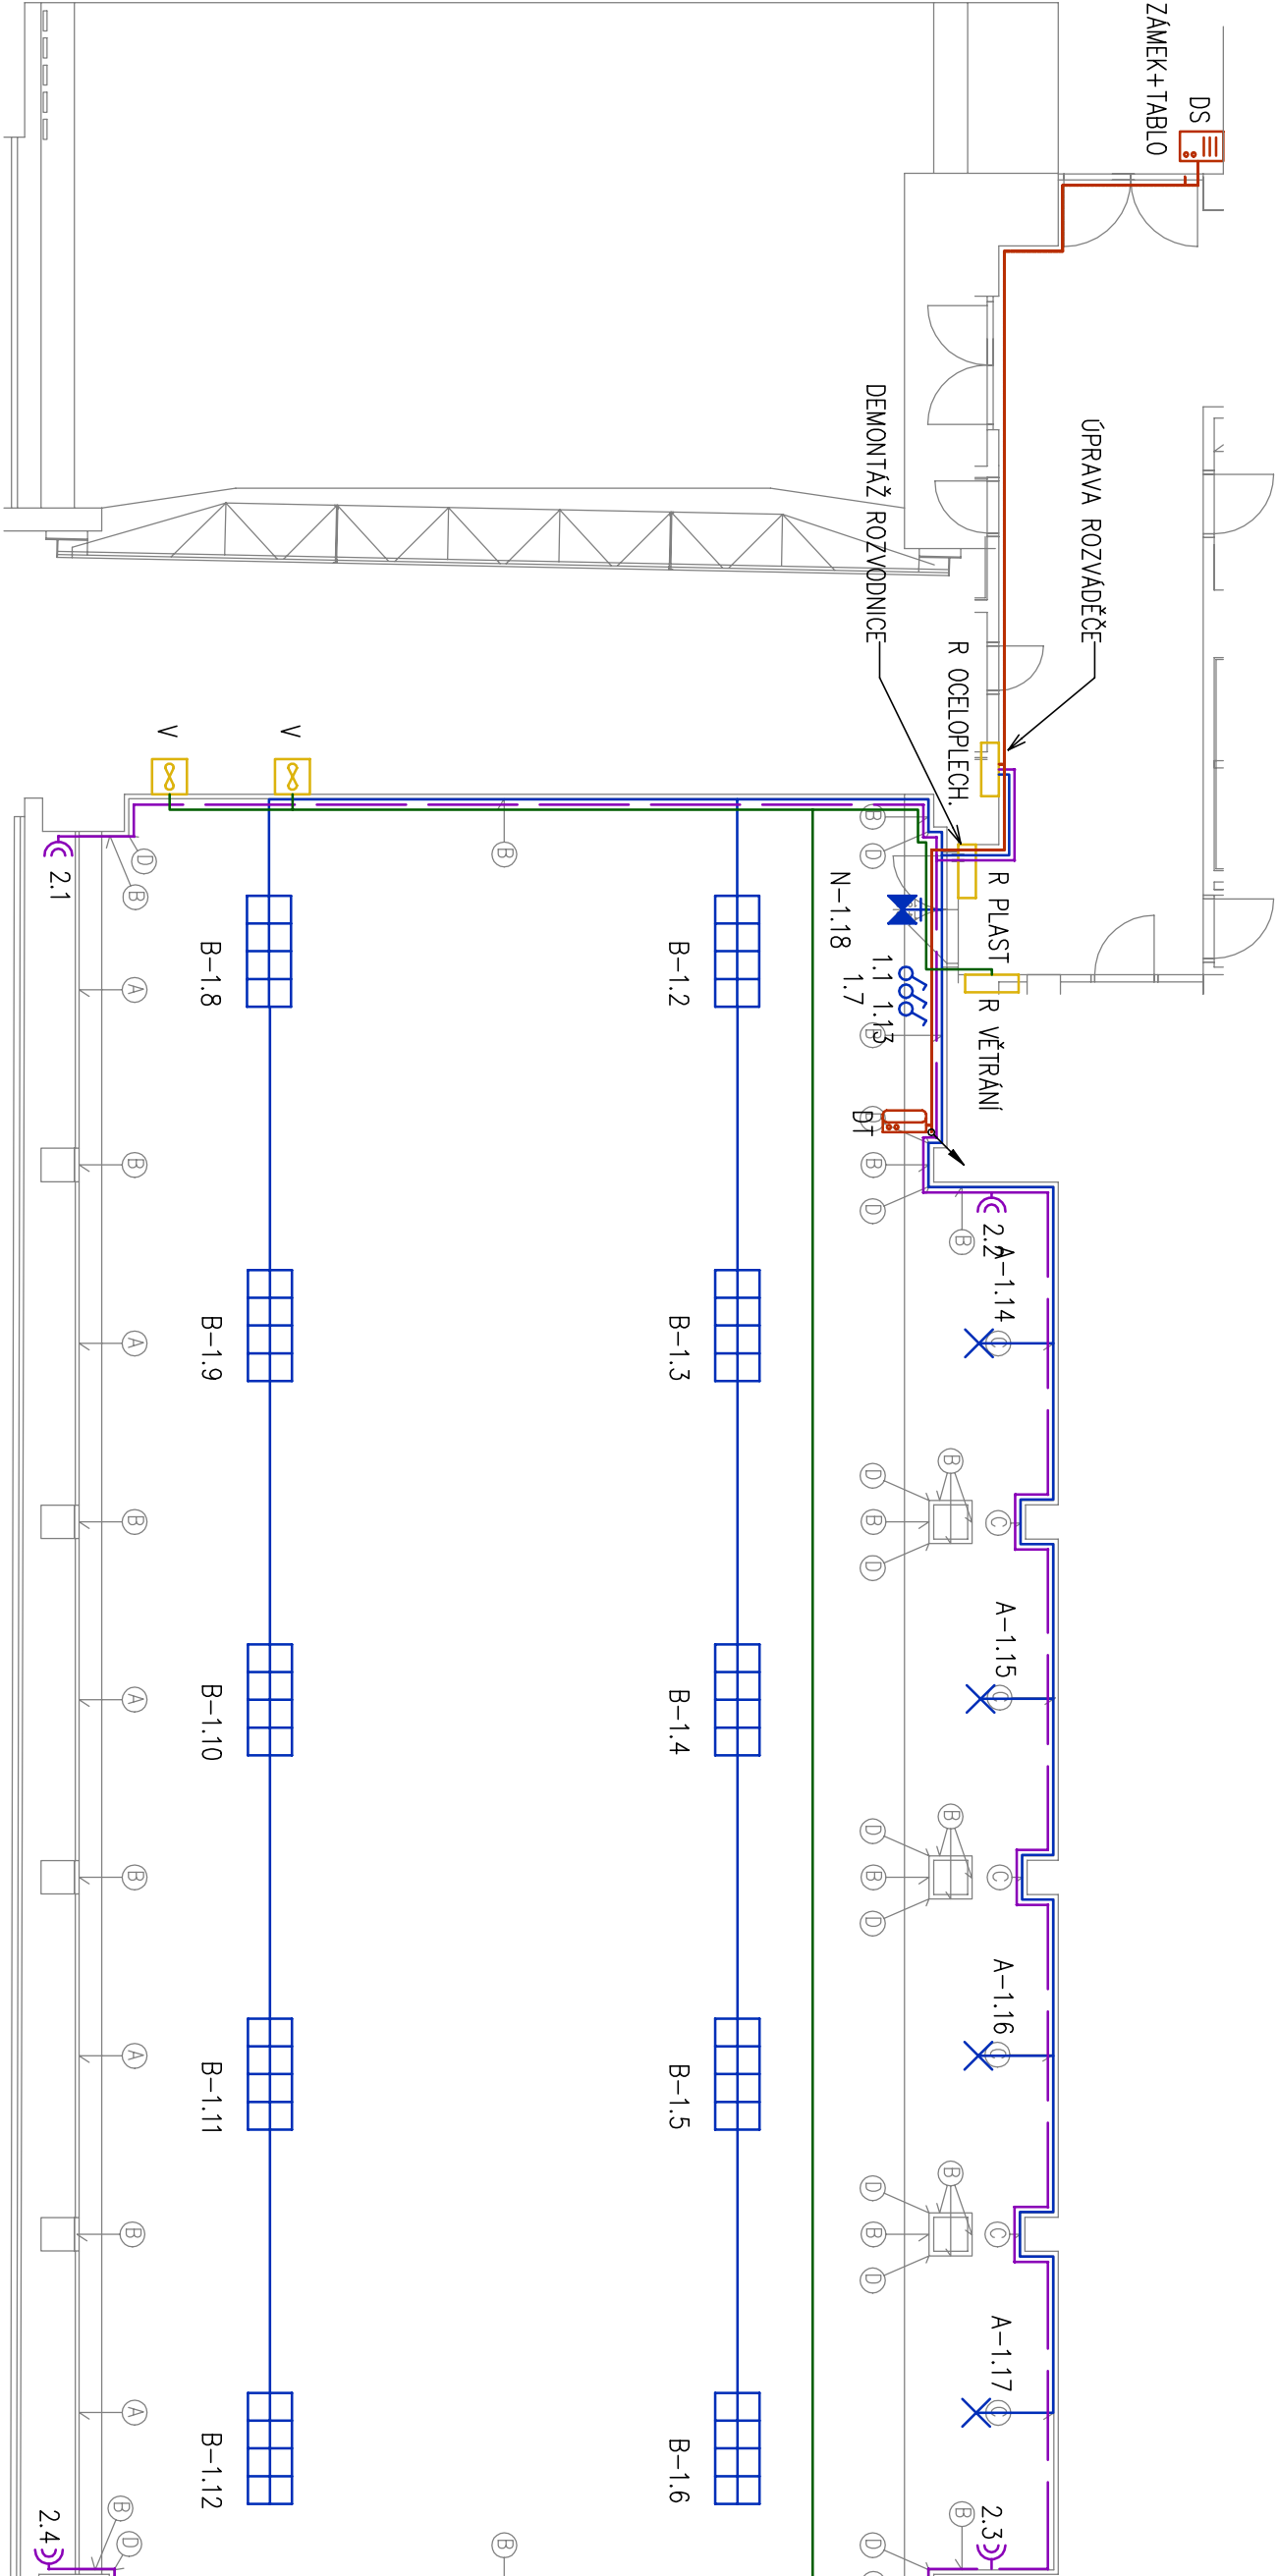 ZÁMEK+TABLO
DS
ÚPRAVA ROZVÁDĚČE
DEMONTÁŽ ROZVODNICE
R OCELOPLECH.
R PLAST
R VĚTRÁNÍ
V
V
N-1.18
1.1
1.13
1.7
DT
2.1
2.2
2.3
2.4
A-1.14
A-1.15
A-1.16
A-1.17
B-1.2
B-1.3
B-1.4
B-1.5
B-1.6
B-1.8
B-1.9
B-1.10
B-1.11
B-1.12
B
D
B
B
D
D
B
A
B
A
B
A
B
A
B
A
B
D
B
B
D
B
C
C
C
C
C
C
C
B
D
B
D
B
D
B
D
B
D
B
D
B
D
B